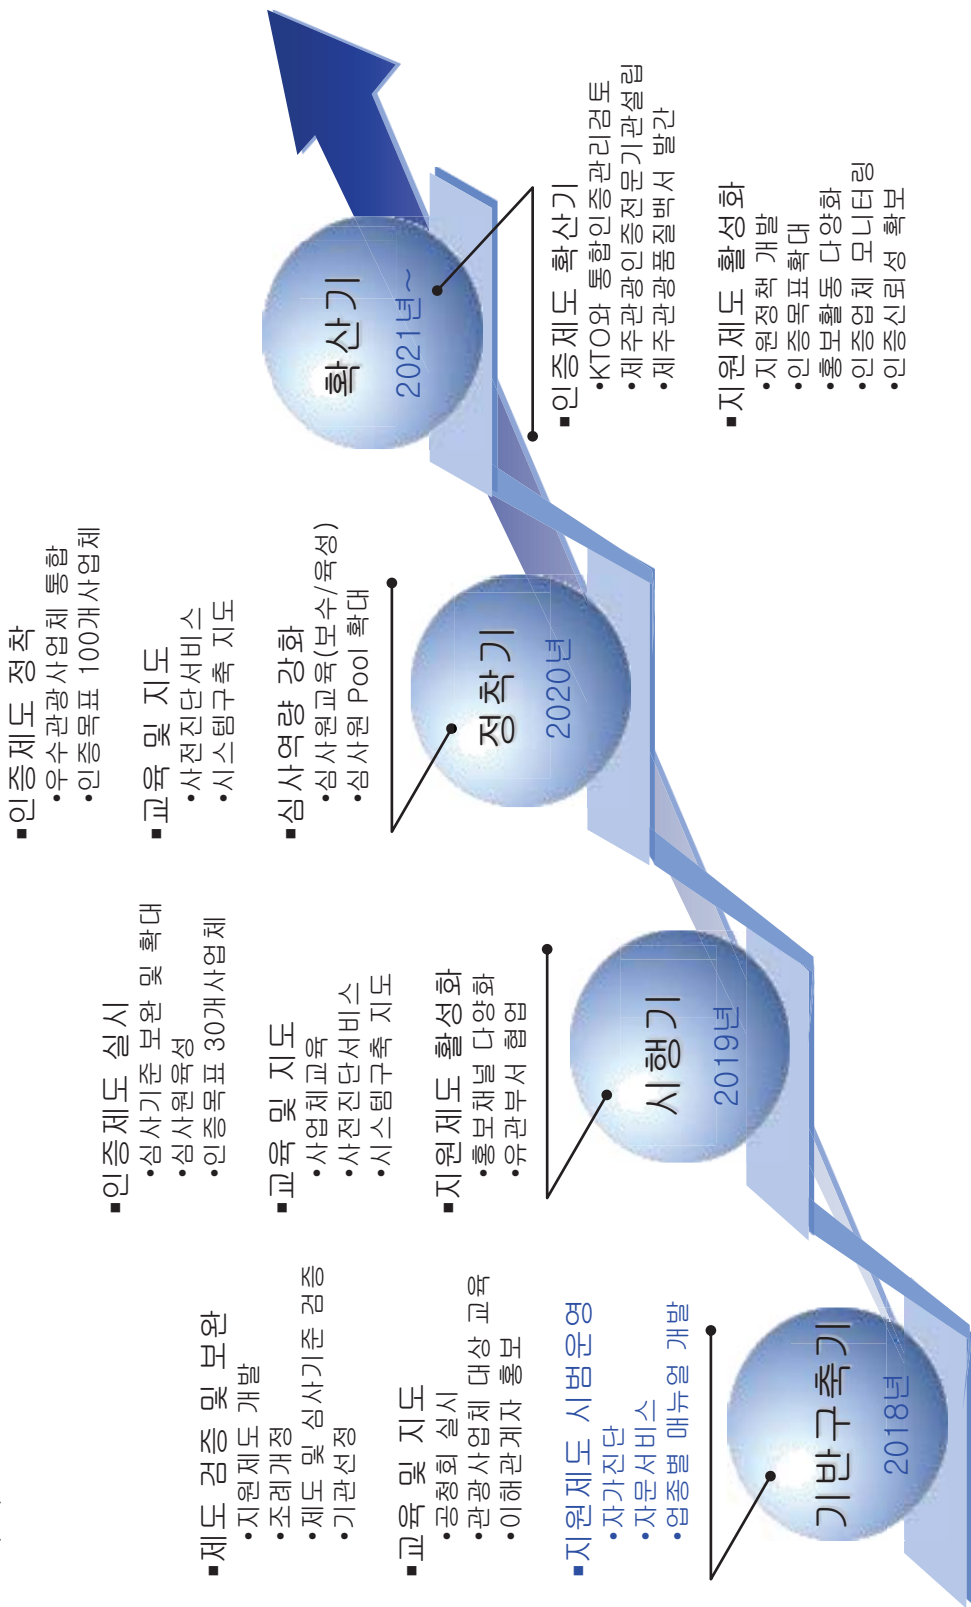 ▪제도 검증 및 보완
•지원제도 개발
•조례개정
•제도 및 심사기준 검증
•기관선정
▪교육 및 지도
•공청회 실시
•관광사업체 대상 교육
•이해관계자 홍보
▪지원제도 시범운영
•자가진단
•자문서비스
•업종별 매뉴얼 개발
기반구축기
2018년
▪인증제도 실시
•심사기준 보완 및 확대
•심사원육성
•인증목표 30개사업체
▪교육 및 지도
•사업체교육
•사전진단서비스
•시스템구축 지도
▪지원제도 활성화
•홍보채널 다양화
•유관부서 협업
시행기
2019년
▪인증제도 정착
•우수관광사업체 통합
•인증목표 100개사업체
▪교육 및 지도
•사전진단서비스
•시스템구축 지도
▪심사역량 강화
•심사원교육(보수/육성)
•심사원 Pool 확대
정착기
2020년
확산기
2021년~
▪인증제도 확산기
•KTO와 통합인증관리검토
•제주관광인증전문기관설립
•제주관광품질백서 발간
▪지원제도 활성화
•지원정책 개발
•인증목표확대
•홍보활동 다양화
•인증업체 모니터링
•인증신뢰성 확보